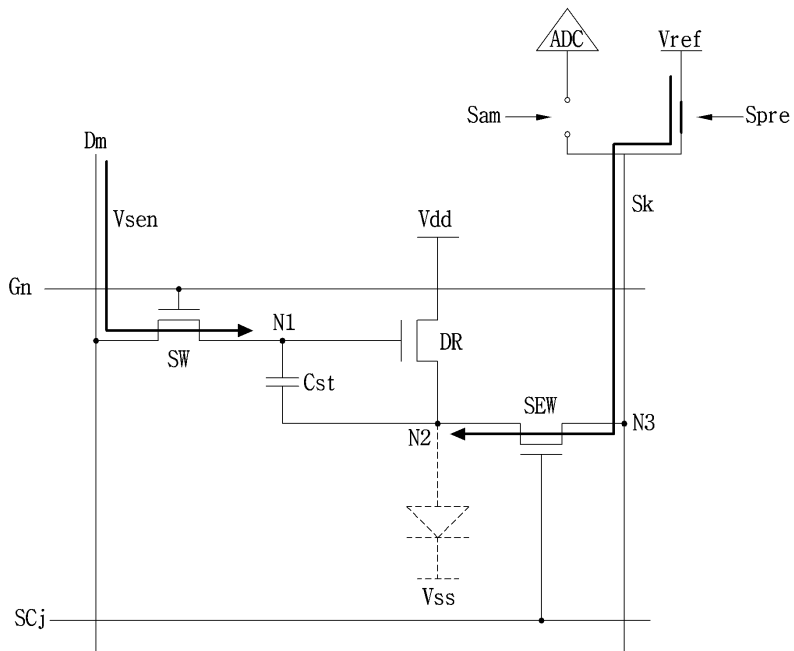 ADC
Vref
Sam
Spre
Dm
Vsen
Sk
Vdd
Gn
N1
DR
SW
Cst
SEW
N2
N3
Vss
SCj